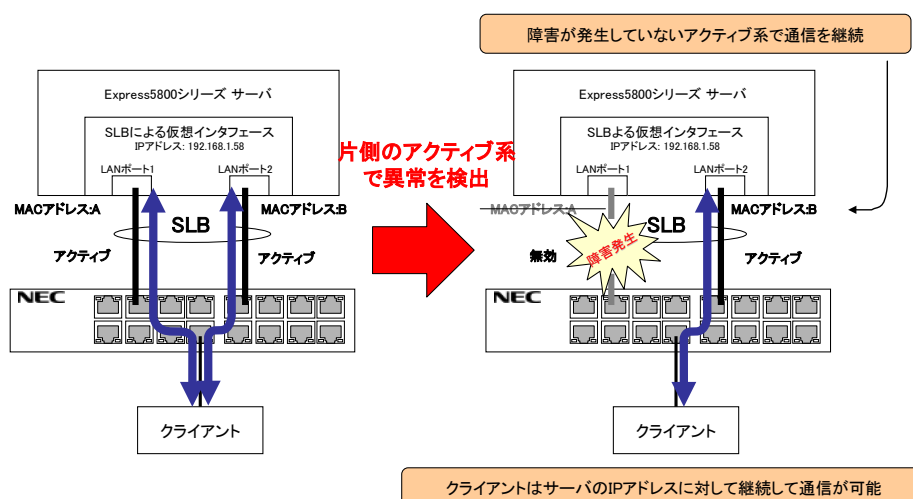 障害が発生していないアクティブ系で通信を継続
Express5800シリーズ サーバ
SLBによる仮想インタフェース
IPアドレス: 192.168.1.58
LANポート1
LANポート2
MACアドレス:A
MACアドレス:B
SLB
アクティブ
アクティブ
NEC
クライアント
片側のアクティブ系
で異常を検出
Express5800シリーズ サーバ
SLBよる仮想インタフェース
IPアドレス: 192.168.1.58
LANポート1
LANポート2
MACアドレス:A
MACアドレス:B
SLB
無効
障害発生
アクティブ
NEC
クライアント
クライアントはサーバのIPアドレスに対して継続して通信が可能